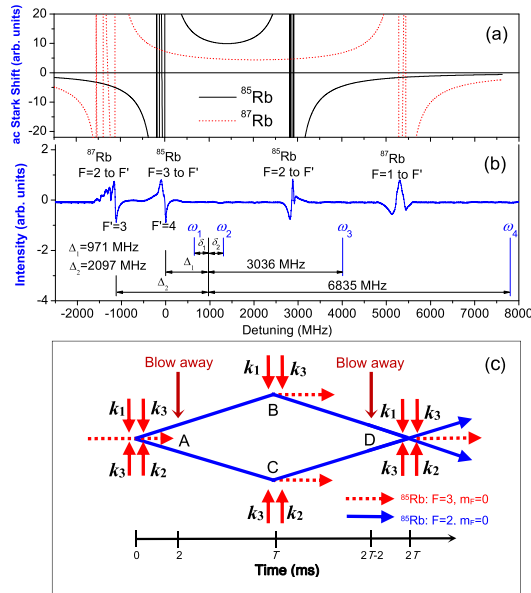 ac Stark Shift (arb. units)
20
10
0
-10
-20
(a)
⁸⁵Rb
⁸⁷Rb
Intensity (arb. units)
2
0
-2
-4
(b)
⁸⁷Rb
F=2 to F'
⁸⁵Rb
F=3 to F'
⁸⁵Rb
F=2 to F'
⁸⁷Rb
F=1 to F'
F'=3
F'=4
ω₁
ω₂
ω₃
ω₄
δ₁
δ₂
Δ₁=971 MHz
Δ₂=2097 MHz
Δ₁
3036 MHz
Δ₂
6835 MHz
-2000 -1000 0 1000 2000 3000 4000 5000 6000 7000 8000
Detuning (MHz)
(c)
Blow away
Blow away
k₁ k₃
k₁ k₃
k₁ k₃
A
B
C
D
k₃ k₂
k₃ k₂
k₃ k₂
⁸⁵Rb: F=3, mF=0
⁸⁵Rb: F=2. mF=0
0 2 T 2T-2 2T
Time (ms)